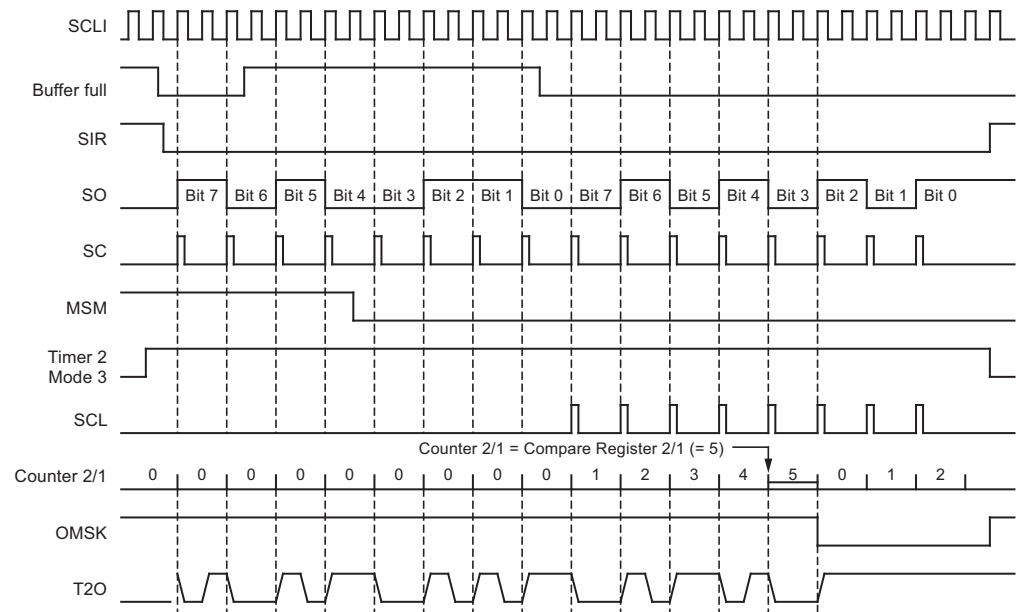 SCLI
Buffer full
SIR
SO Bit 7 Bit 6 Bit 5 Bit 4 Bit 3 Bit 2 Bit 1 Bit 0 Bit 7 Bit 6 Bit 5 Bit 4 Bit 3 Bit 2 Bit 1 Bit 0
SC
MSM
Timer 2
Mode 3
SCL
Counter 2/1 = Compare Register 2/1 (= 5)
Counter 2/1 0 0 0 0 0 0 0 0 0 1 2 3 4 5 0 1 2
OMSK
T2O